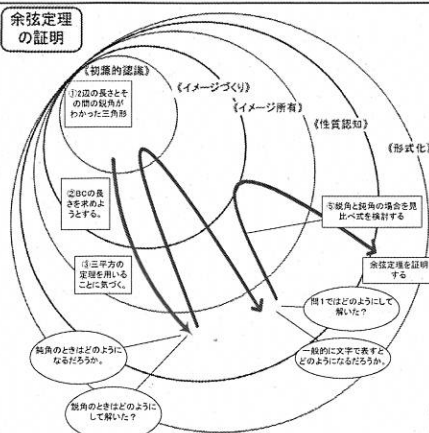 余弦定理
の証明
《初源的認識》
①2辺の長さとそ
の間の鋭角が
わかった三角形
《イメージづくり》
《イメージ所有》
《性質認知》
《形式化》
②BCの長
さを求めよ
うとする。
③三平方の
定理を用いる
ことに気づく。
⑤鋭角と鈍角の場合を見
比べ式を検討する
余弦定理を証明
する
問1ではどのようにして
解いた?
鈍角のときはどのように
なるだろうか。
一般的に文字で表すと
どのようになるだろうか。
鋭角のときはどのように
して解いた?